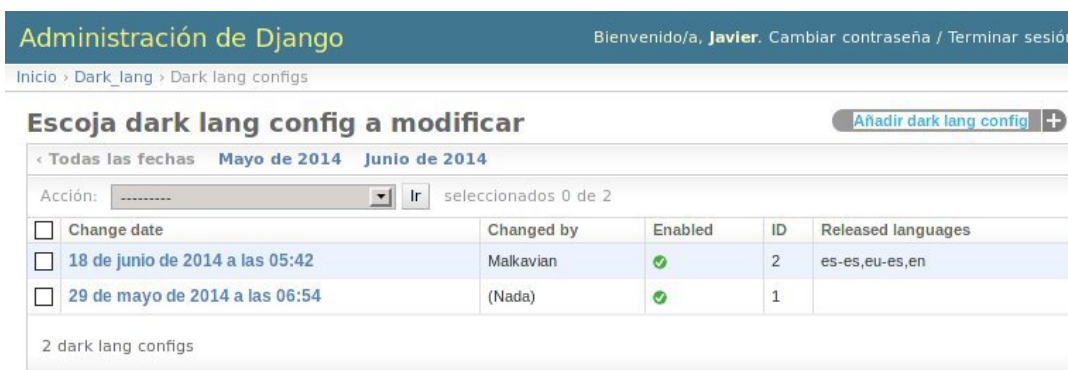 Administración de Django
Bienvenido/a, Javier. Cambiar contraseña / Terminar sesión
Inicio › Dark_lang › Dark lang configs
Escoja dark lang config a modificar
Añadir dark lang config +
‹ Todas las fechas Mayo de 2014 Junio de 2014
Acción: --------- Ir seleccionados 0 de 2
Change date Changed by Enabled ID Released languages
18 de junio de 2014 a las 05:42 Malkavian 2 es-es,eu-es,en
29 de mayo de 2014 a las 06:54 (Nada) 1
2 dark lang configs